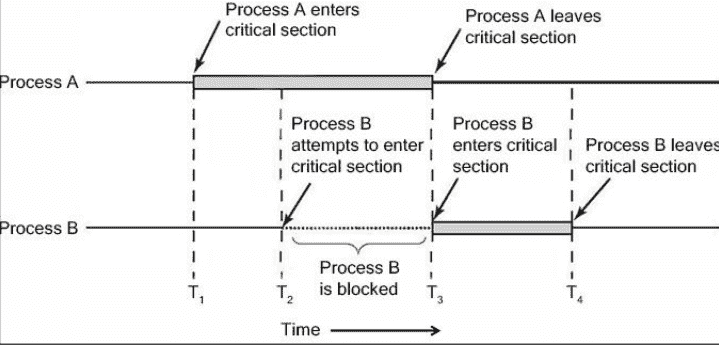 Process A enters
critical section
Process A leaves
critical section
Process A
Process B
attempts to enter
critical section
Process B
enters critical
section
Process B leaves
critical section
Process B
Process B
is blocked
T1
T2
T3
T4
Time